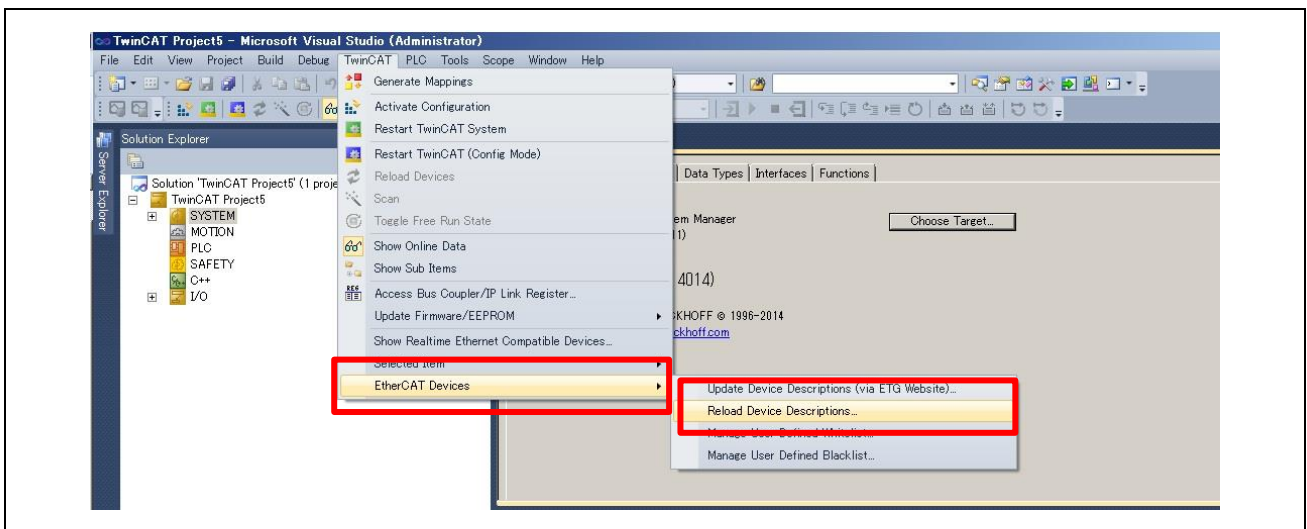 TwinCAT Project5 - Microsoft Visual Studio (Administrator)
File Edit View Project Build Debug TwinCAT PLC Tools Scope Window Help
Server Explorer
Solution Explorer
Solution 'TwinCAT Project5' (1 proje
TwinCAT Project5
SYSTEM
MOTION
PLC
SAFETY
C++
I/O
Generate Mappings
Activate Configuration
Restart TwinCAT System
Restart TwinCAT (Config Mode)
Reload Devices
Scan
Toggle Free Run State
Show Online Data
Show Sub Items
Access Bus Coupler/IP Link Register...
Update Firmware/EEPROM
Show Realtime Ethernet Compatible Devices...
Selected Item
EtherCAT Devices
Data Types Interfaces Functions
em Manager
Choose Target...
4014)
KHOFF © 1996-2014
ckhoff.com
Update Device Descriptions (via ETG Website)...
Reload Device Descriptions...
Manage User Defined Whitelist...
Manage User Defined Blacklist...